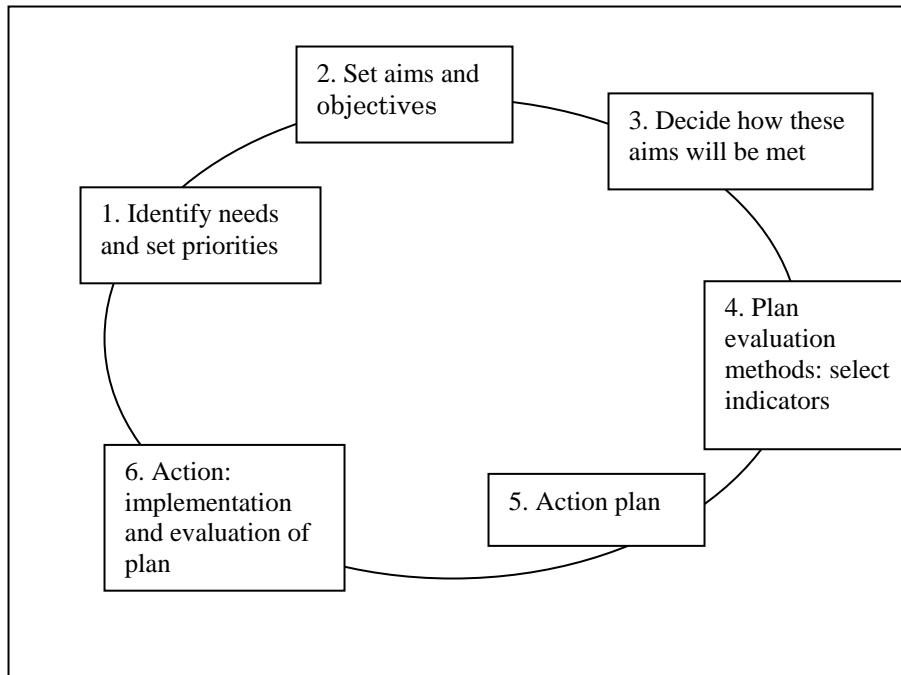 1. Identify needs
and set priorities
2. Set aims and
objectives
3. Decide how these
aims will be met
4. Plan
evaluation
methods: select
indicators
5. Action plan
6. Action:
implementation
and evaluation of
plan